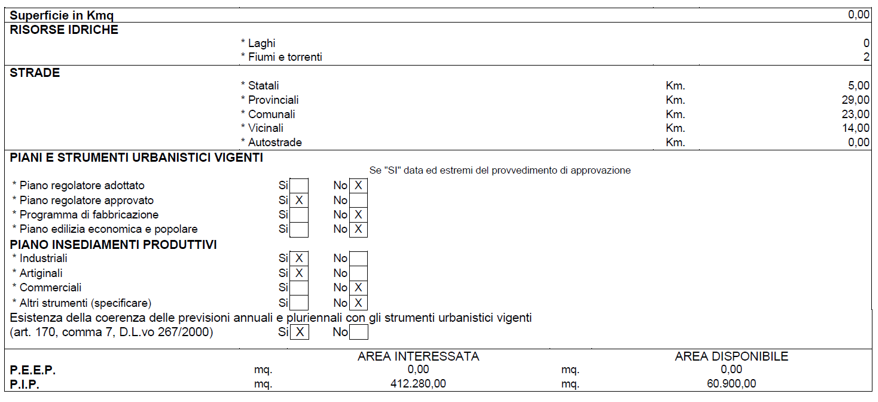 Superficie in Kmq 0,00
RISORSE IDRICHE
* Laghi 0
* Fiumi e torrenti 2
STRADE
* Statali Km. 5,00
* Provinciali Km. 29,00
* Comunali Km. 23,00
* Vicinali Km. 14,00
* Autostrade Km. 0,00
PIANI E STRUMENTI URBANISTICI VIGENTI
Se "SI" data ed estremi del provvedimento di approvazione
* Piano regolatore adottato Si No X
* Piano regolatore approvato Si X No
* Programma di fabbricazione Si No X
* Piano edilizia economica e popolare Si No X
PIANO INSEDIAMENTI PRODUTTIVI
* Industriali Si X No
* Artiginali Si X No
* Commerciali Si No X
* Altri strumenti (specificare) Si No X
Esistenza della coerenza delle previsioni annuali e pluriennali con gli strumenti urbanistici vigenti
(art. 170, comma 7, D.L.vo 267/2000) Si X No
AREA INTERESSATA AREA DISPONIBILE
P.E.E.P. mq. 0,00 mq. 0,00
P.I.P. mq. 412.280,00 mq. 60.900,00